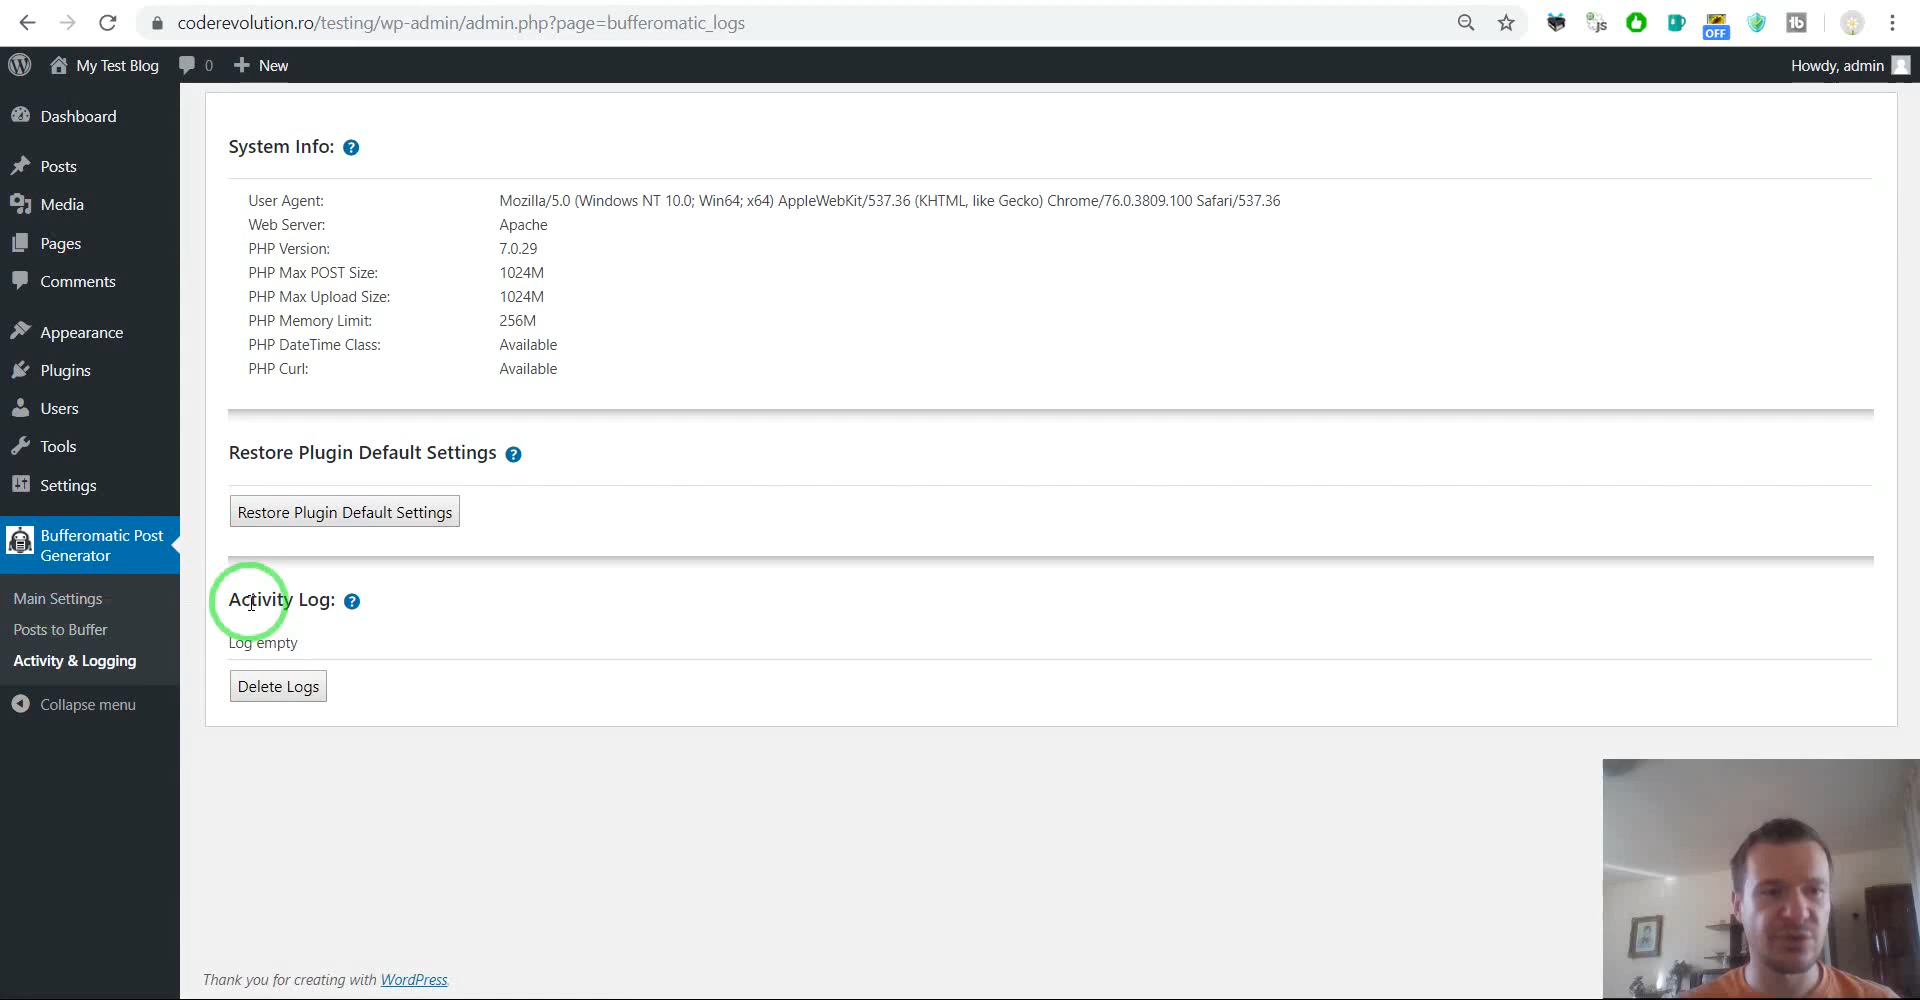 coderevolution.ro/testing/wp-admin/admin.php?page=bufferomatic_logs
OFF
My Test Blog
0
New
Howdy, admin
Dashboard
Posts
Media
Pages
Comments
Appearance
Plugins
Users
Tools
Settings
Bufferomatic Post
Generator
Main Settings
Posts to Buffer
Activity & Logging
Collapse menu
System Info:
User Agent: Mozilla/5.0 (Windows NT 10.0; Win64; x64) AppleWebKit/537.36 (KHTML, like Gecko) Chrome/76.0.3809.100 Safari/537.36
Web Server: Apache
PHP Version: 7.0.29
PHP Max POST Size: 1024M
PHP Max Upload Size: 1024M
PHP Memory Limit: 256M
PHP DateTime Class: Available
PHP Curl: Available
Restore Plugin Default Settings
Restore Plugin Default Settings
Activity Log:
Log empty
Delete Logs
Thank you for creating with WordPress.